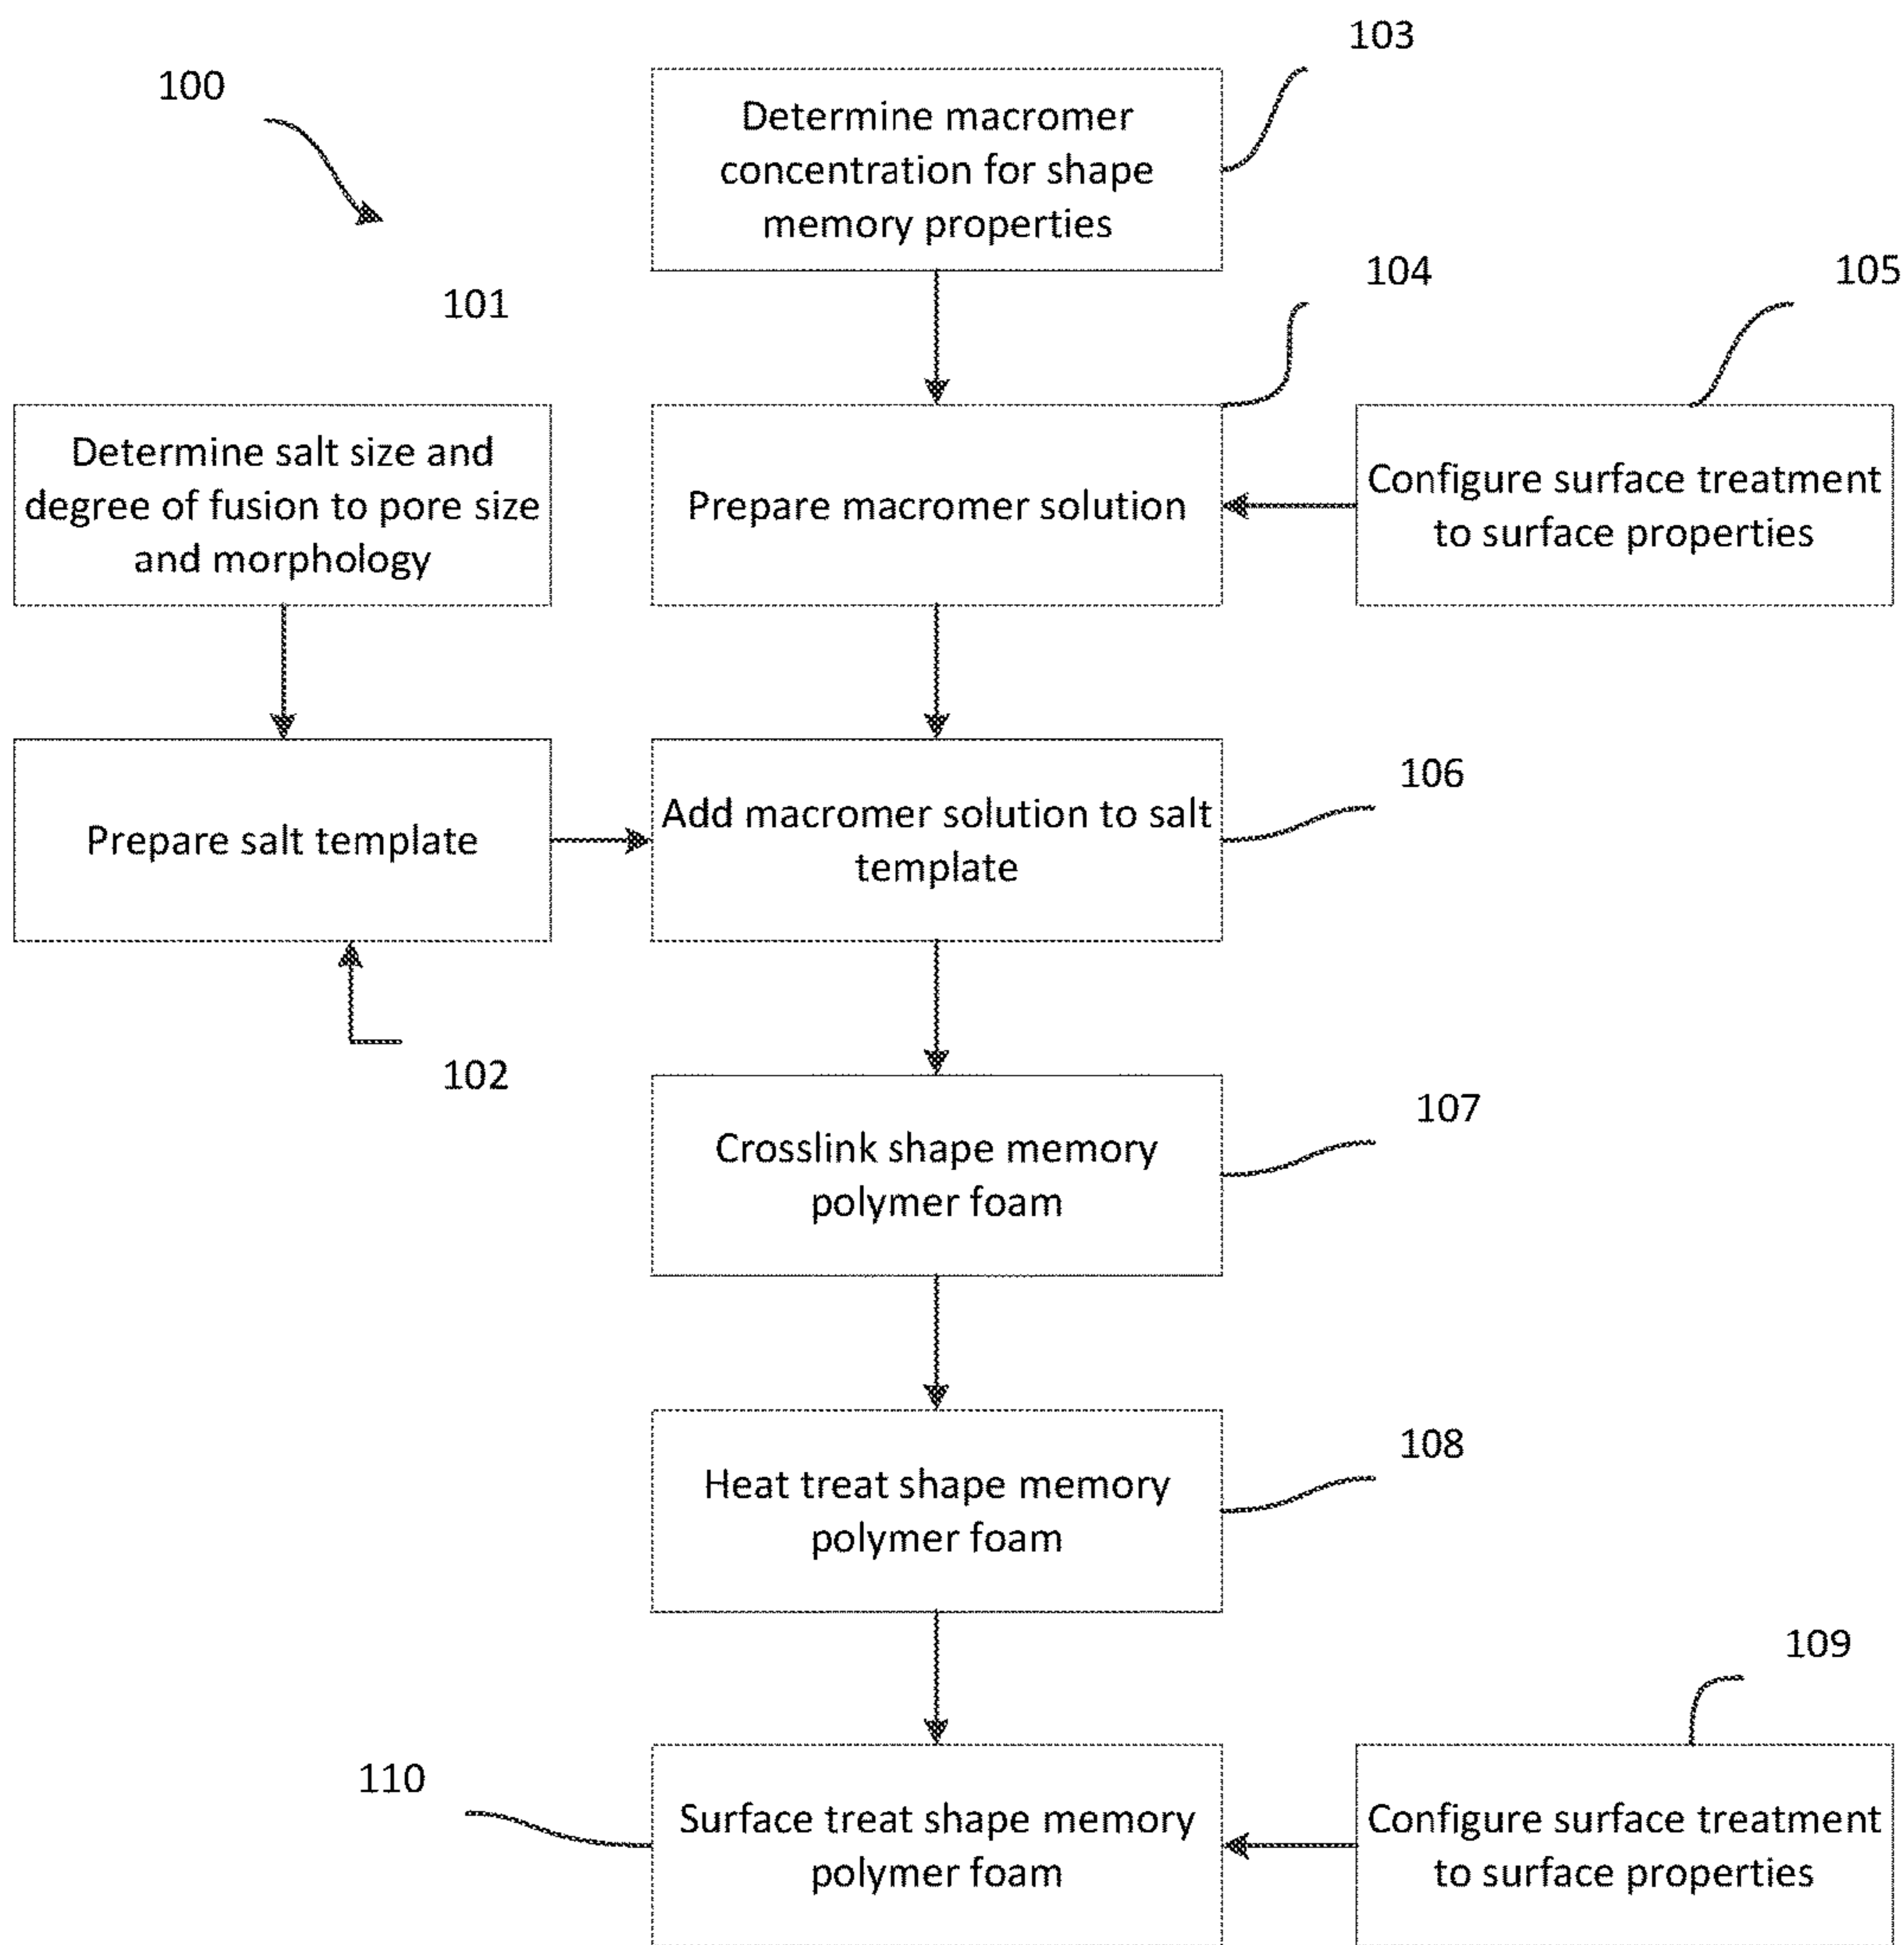 103
100
Determine macromer
concentration for shape
memory properties
101
104
105
Determine salt size and
degree of fusion to pore size
and morphology
Prepare macromer solution
Configure surface treatment
to surface properties
Prepare salt template
Add macromer solution to salt
template
106
102
Crosslink shape memory
polymer foam
107
Heat treat shape memory
polymer foam
108
109
110
Surface treat shape memory
polymer foam
Configure surface treatment
to surface properties